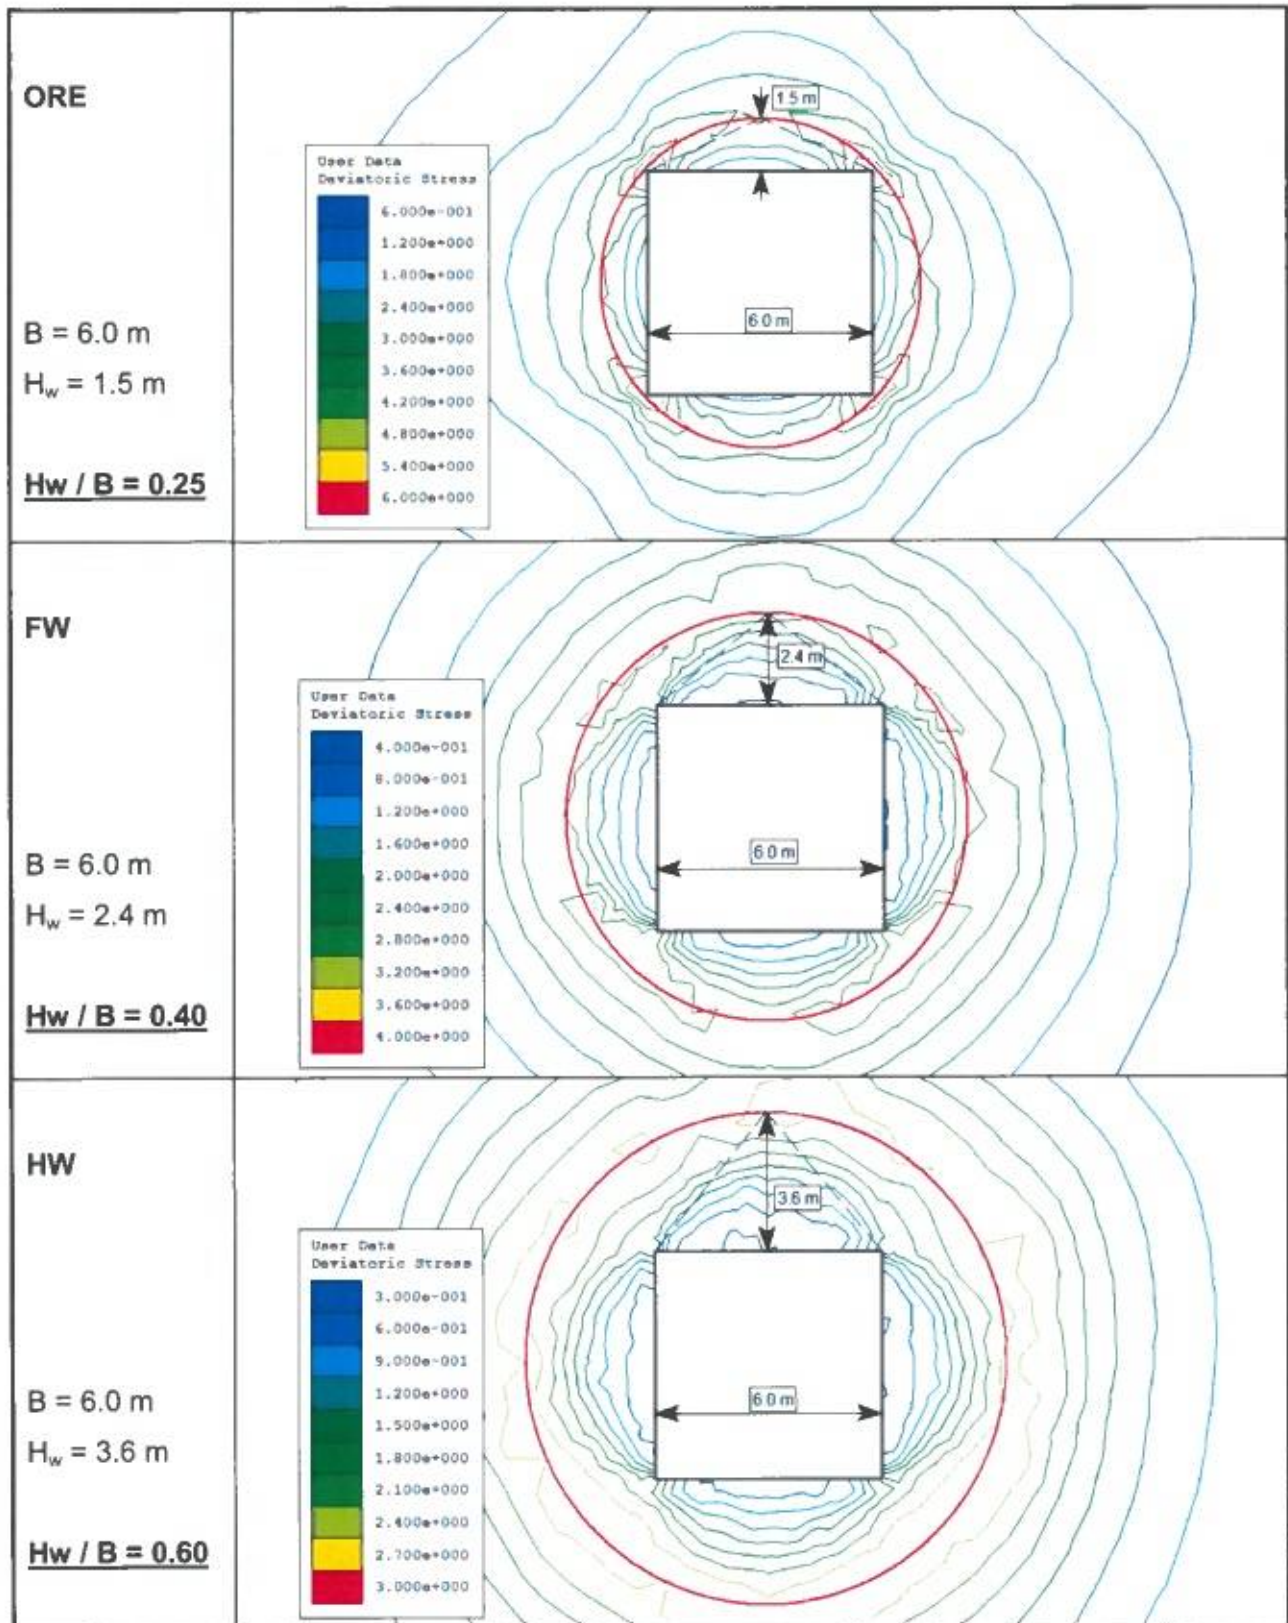 ORE
B = 6.0 m
Hw = 1.5 m
Hw / B = 0.25
User Data
Deviatoric Stress
6.000e-001
1.200e+000
1.800e+000
2.400e+000
3.000e+000
3.600e+000
4.200e+000
4.800e+000
5.400e+000
6.000e+000
1.5 m
6.0 m
FW
B = 6.0 m
Hw = 2.4 m
Hw / B = 0.40
User Data
Deviatoric Stress
4.000e-001
8.000e-001
1.200e+000
1.600e+000
2.000e+000
2.400e+000
2.800e+000
3.200e+000
3.600e+000
4.000e+000
2.4 m
6.0 m
HW
B = 6.0 m
Hw = 3.6 m
Hw / B = 0.60
User Data
Deviatoric Stress
3.000e-001
6.000e-001
9.000e-001
1.200e+000
1.500e+000
1.800e+000
2.100e+000
2.400e+000
2.700e+000
3.000e+000
3.6 m
6.0 m